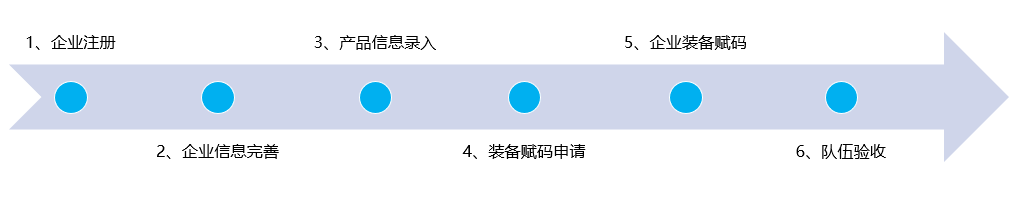 1、企业注册
2、企业信息完善
3、产品信息录入
4、装备赋码申请
5、企业装备赋码
6、队伍验收